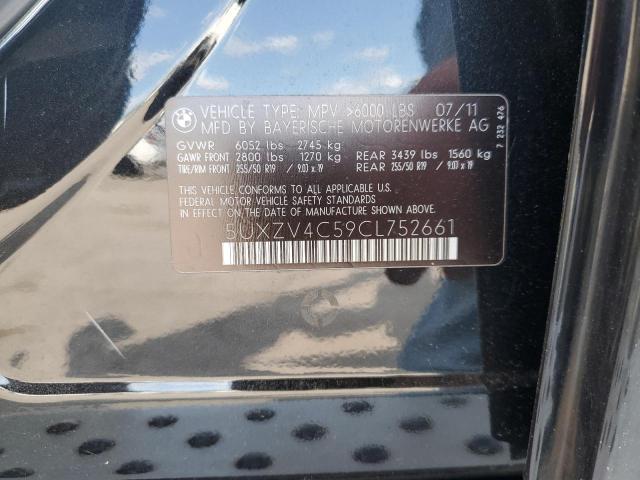 BMW
VEHICLE TYPE: MPV >6000 LBS 07/11
MFD BY BAYERISCHE MOTORENWERKE AG
GVWR 6052 lbs 2745 kg
GAWR FRONT 2800 lbs 1270 kg REAR 3439 lbs 1560 kg
TIRE/RIM FRONT 255/50 R19 / 9.0J x 19 REAR 255/50 R19 / 9.0J x 19
THIS VEHICLE CONFORMS TO ALL APPLICABLE U.S.
FEDERAL MOTOR VEHICLE SAFETY STANDARDS
IN EFFECT ON THE DATE OF MANUFACTURE SHOWN ABOVE.
5UXZV4C59CL752661
7 232 476